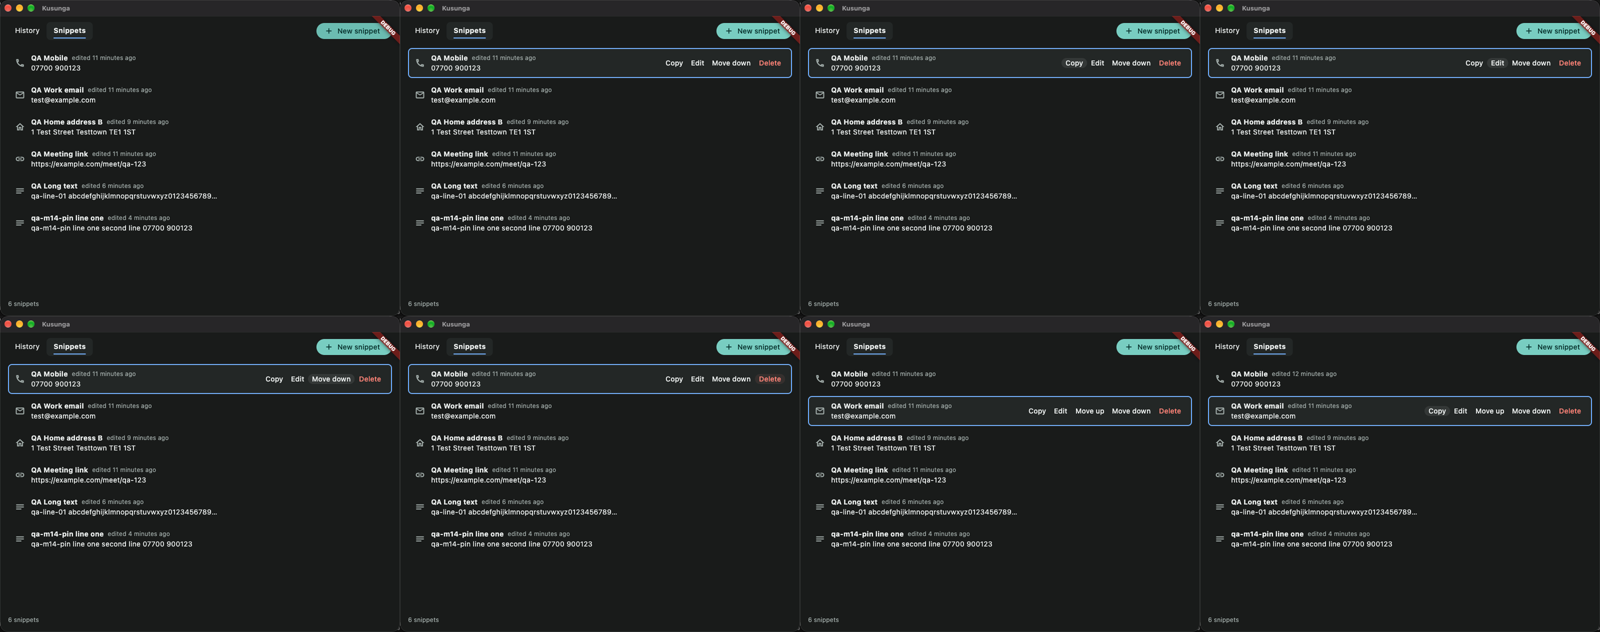 Kusunga
History Snippets + New snippet DEBUG
QA Mobile edited 11 minutes ago
07700 900123
QA Work email edited 11 minutes ago
test@example.com
QA Home address B edited 9 minutes ago
1 Test Street Testtown TE1 1ST
QA Meeting link edited 11 minutes ago
https://example.com/meet/qa-123
QA Long text edited 6 minutes ago
qa-line-01 abcdefghijklmnopqrstuvwxyz0123456789...
qa-m14-pin line one edited 4 minutes ago
qa-m14-pin line one second line 07700 900123
6 snippets
Kusunga
History Snippets + New snippet DEBUG
QA Mobile edited 11 minutes ago
07700 900123
Copy Edit Move down Delete
QA Work email edited 11 minutes ago
test@example.com
QA Home address B edited 9 minutes ago
1 Test Street Testtown TE1 1ST
QA Meeting link edited 11 minutes ago
https://example.com/meet/qa-123
QA Long text edited 6 minutes ago
qa-line-01 abcdefghijklmnopqrstuvwxyz0123456789...
qa-m14-pin line one edited 4 minutes ago
qa-m14-pin line one second line 07700 900123
6 snippets
Kusunga
History Snippets + New snippet DEBUG
QA Mobile edited 11 minutes ago
07700 900123
Copy Edit Move down Delete
QA Work email edited 11 minutes ago
test@example.com
QA Home address B edited 9 minutes ago
1 Test Street Testtown TE1 1ST
QA Meeting link edited 11 minutes ago
https://example.com/meet/qa-123
QA Long text edited 6 minutes ago
qa-line-01 abcdefghijklmnopqrstuvwxyz0123456789...
qa-m14-pin line one edited 4 minutes ago
qa-m14-pin line one second line 07700 900123
6 snippets
Kusunga
History Snippets + New snippet DEBUG
QA Mobile edited 11 minutes ago
07700 900123
Copy Edit Move down Delete
QA Work email edited 11 minutes ago
test@example.com
QA Home address B edited 9 minutes ago
1 Test Street Testtown TE1 1ST
QA Meeting link edited 11 minutes ago
https://example.com/meet/qa-123
QA Long text edited 6 minutes ago
qa-line-01 abcdefghijklmnopqrstuvwxyz0123456789...
qa-m14-pin line one edited 4 minutes ago
qa-m14-pin line one second line 07700 900123
6 snippets
Kusunga
History Snippets + New snippet DEBUG
QA Mobile edited 11 minutes ago
07700 900123
Copy Edit Move down Delete
QA Work email edited 11 minutes ago
test@example.com
QA Home address B edited 9 minutes ago
1 Test Street Testtown TE1 1ST
QA Meeting link edited 11 minutes ago
https://example.com/meet/qa-123
QA Long text edited 6 minutes ago
qa-line-01 abcdefghijklmnopqrstuvwxyz0123456789...
qa-m14-pin line one edited 4 minutes ago
qa-m14-pin line one second line 07700 900123
6 snippets
Kusunga
History Snippets + New snippet DEBUG
QA Mobile edited 11 minutes ago
07700 900123
Copy Edit Move down Delete
QA Work email edited 11 minutes ago
test@example.com
QA Home address B edited 9 minutes ago
1 Test Street Testtown TE1 1ST
QA Meeting link edited 11 minutes ago
https://example.com/meet/qa-123
QA Long text edited 6 minutes ago
qa-line-01 abcdefghijklmnopqrstuvwxyz0123456789...
qa-m14-pin line one edited 4 minutes ago
qa-m14-pin line one second line 07700 900123
6 snippets
Kusunga
History Snippets + New snippet DEBUG
QA Mobile edited 11 minutes ago
07700 900123
QA Work email edited 11 minutes ago
test@example.com
Copy Edit Move up Move down Delete
QA Home address B edited 9 minutes ago
1 Test Street Testtown TE1 1ST
QA Meeting link edited 11 minutes ago
https://example.com/meet/qa-123
QA Long text edited 6 minutes ago
qa-line-01 abcdefghijklmnopqrstuvwxyz0123456789...
qa-m14-pin line one edited 4 minutes ago
qa-m14-pin line one second line 07700 900123
6 snippets
Kusunga
History Snippets + New snippet DEBUG
QA Mobile edited 12 minutes ago
07700 900123
QA Work email edited 11 minutes ago
test@example.com
Copy Edit Move up Move down Delete
QA Home address B edited 9 minutes ago
1 Test Street Testtown TE1 1ST
QA Meeting link edited 11 minutes ago
https://example.com/meet/qa-123
QA Long text edited 6 minutes ago
qa-line-01 abcdefghijklmnopqrstuvwxyz0123456789...
qa-m14-pin line one edited 4 minutes ago
qa-m14-pin line one second line 07700 900123
6 snippets